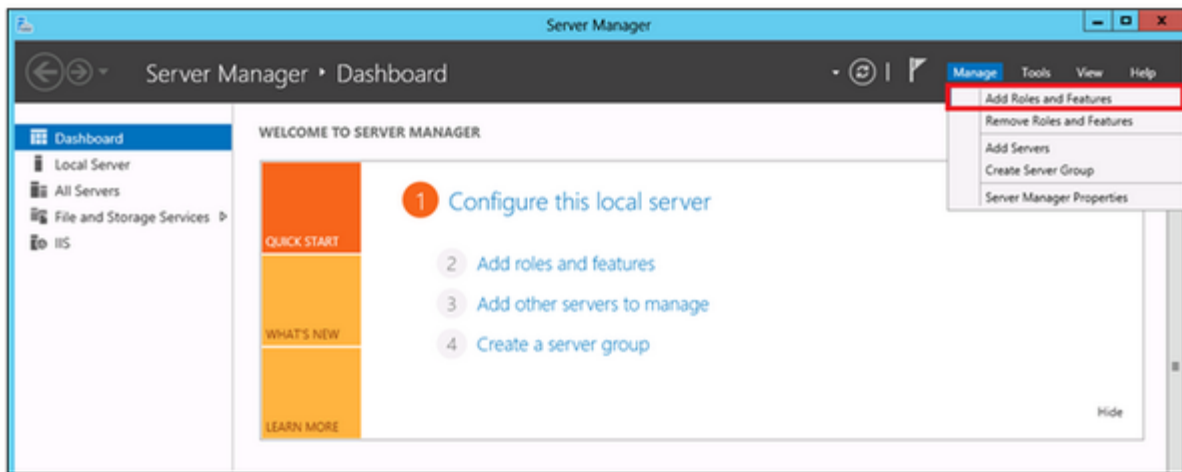 Server Manager
Server Manager • Dashboard
Manage Tools View Help
Add Roles and Features
Remove Roles and Features
Add Servers
Create Server Group
Server Manager Properties
Dashboard
Local Server
All Servers
File and Storage Services
IIS
WELCOME TO SERVER MANAGER
QUICK START
WHAT'S NEW
LEARN MORE
1 Configure this local server
2 Add roles and features
3 Add other servers to manage
4 Create a server group
Hide